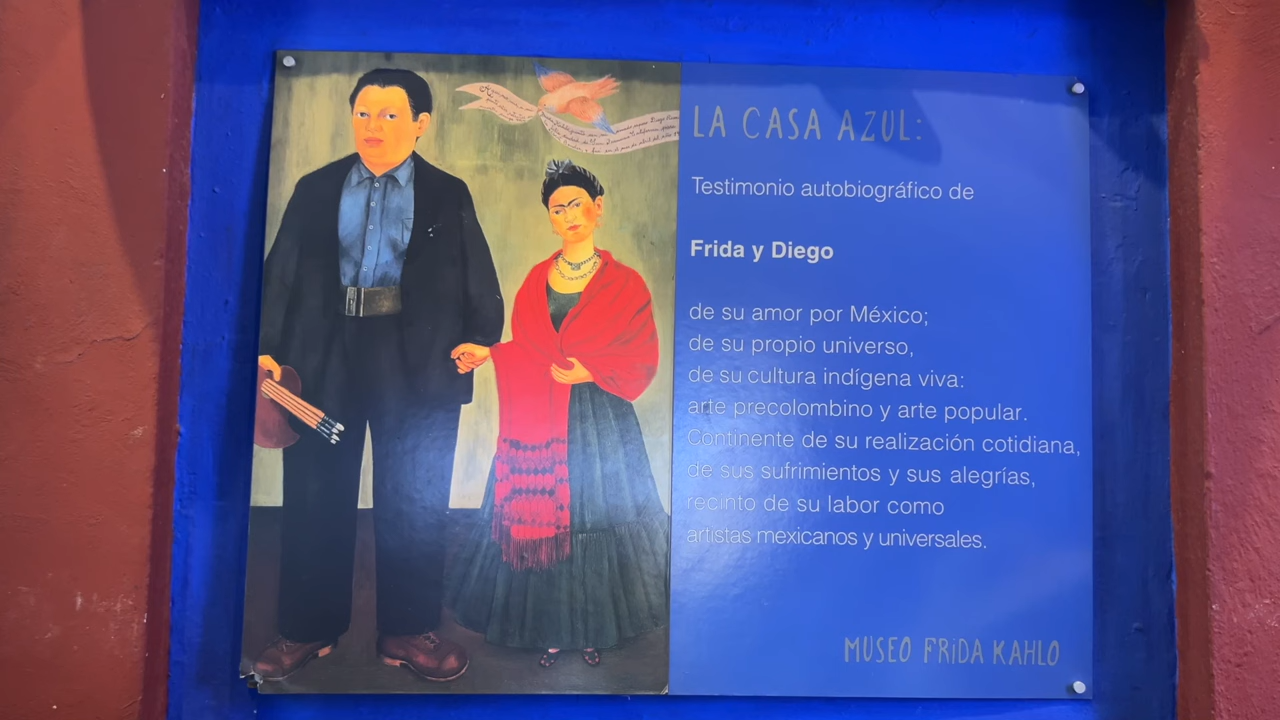 LA CASA AZUL:
Testimonio autobiográfico de
Frida y Diego
de su amor por México;
de su propio universo,
de su cultura indígena viva:
arte precolombino y arte popular.
Continente de su realización cotidiana,
de sus sufrimientos y sus alegrías,
recinto de su labor como
artistas mexicanos y universales.
MUSEO FRIDA KAHLO